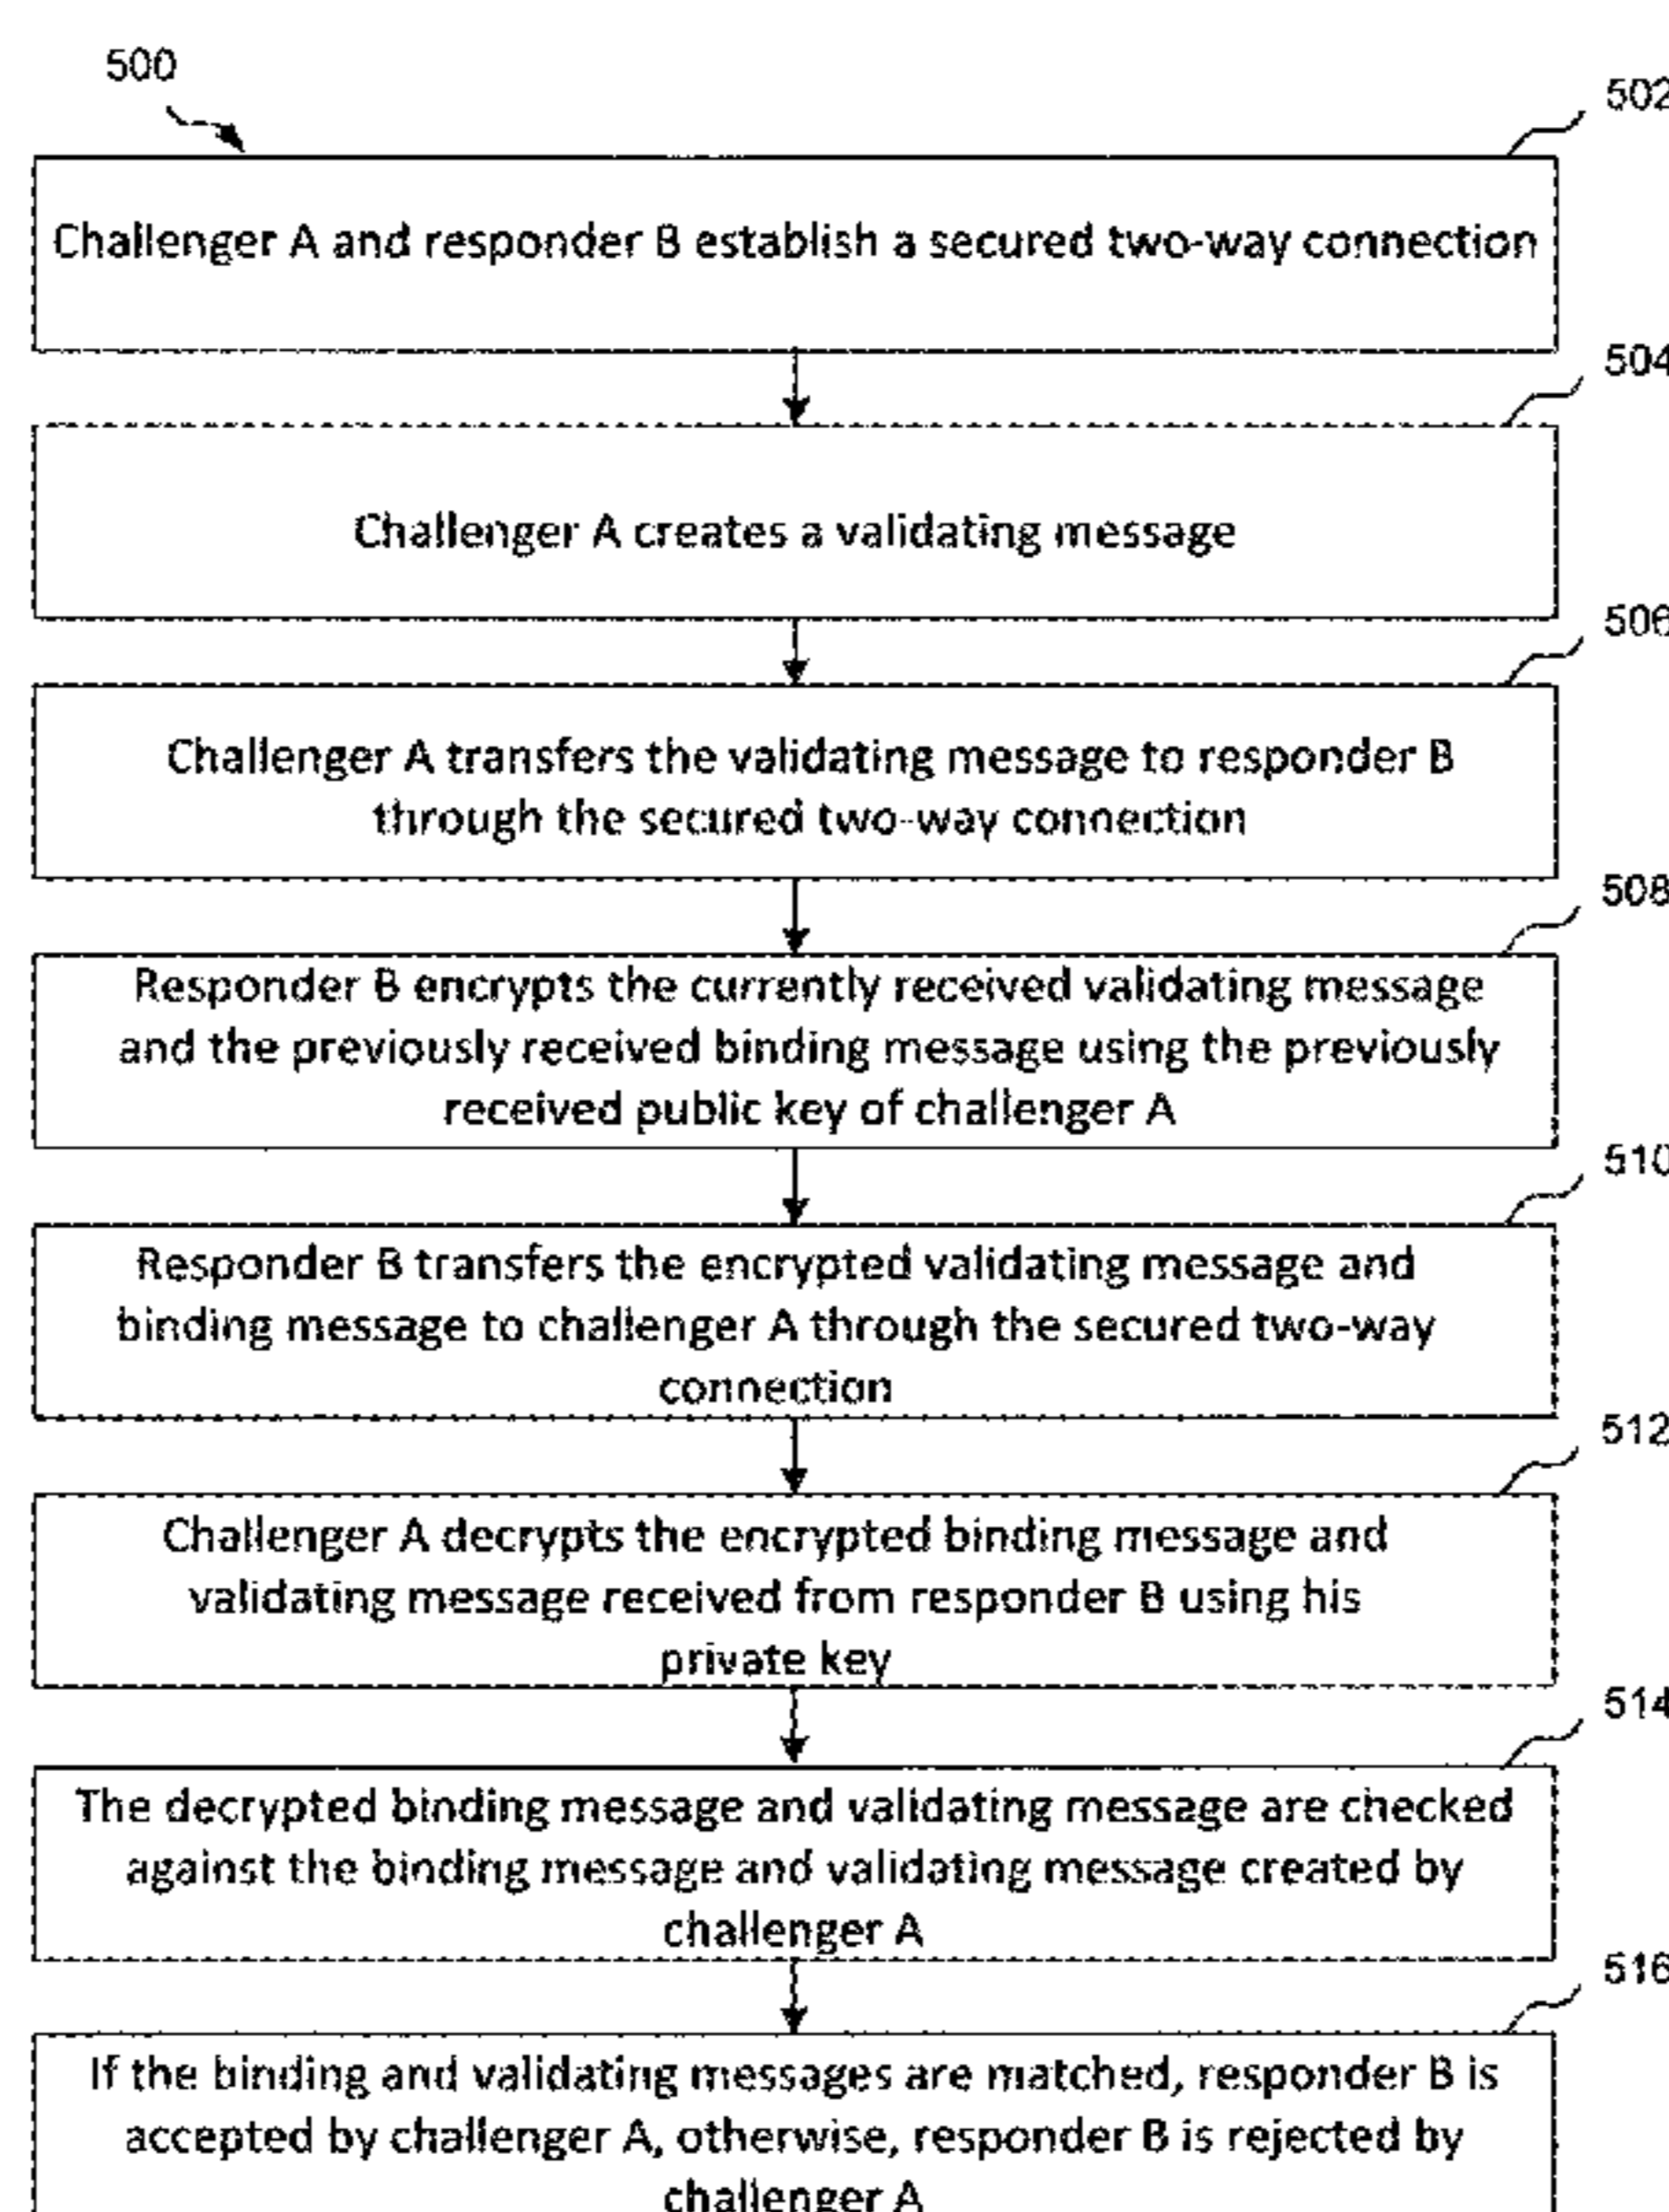 500
502
Challenger A and responder B establish a secured two-way connection
504
Challenger A creates a validating message
506
Challenger A transfers the validating message to responder B
through the secured two-way connection
508
Responder B encrypts the currently received validating message
and the previously received binding message using the previously
received public key of challenger A
510
Responder B transfers the encrypted validating message and
binding message to challenger A through the secured two-way
connection
512
Challenger A decrypts the encrypted binding message and
validating message received from responder B using his
private key
514
The decrypted binding message and validating message are checked
against the binding message and validating message created by
challenger A
516
If the binding and validating messages are matched, responder B is
accepted by challenger A, otherwise, responder B is rejected by
challenger A